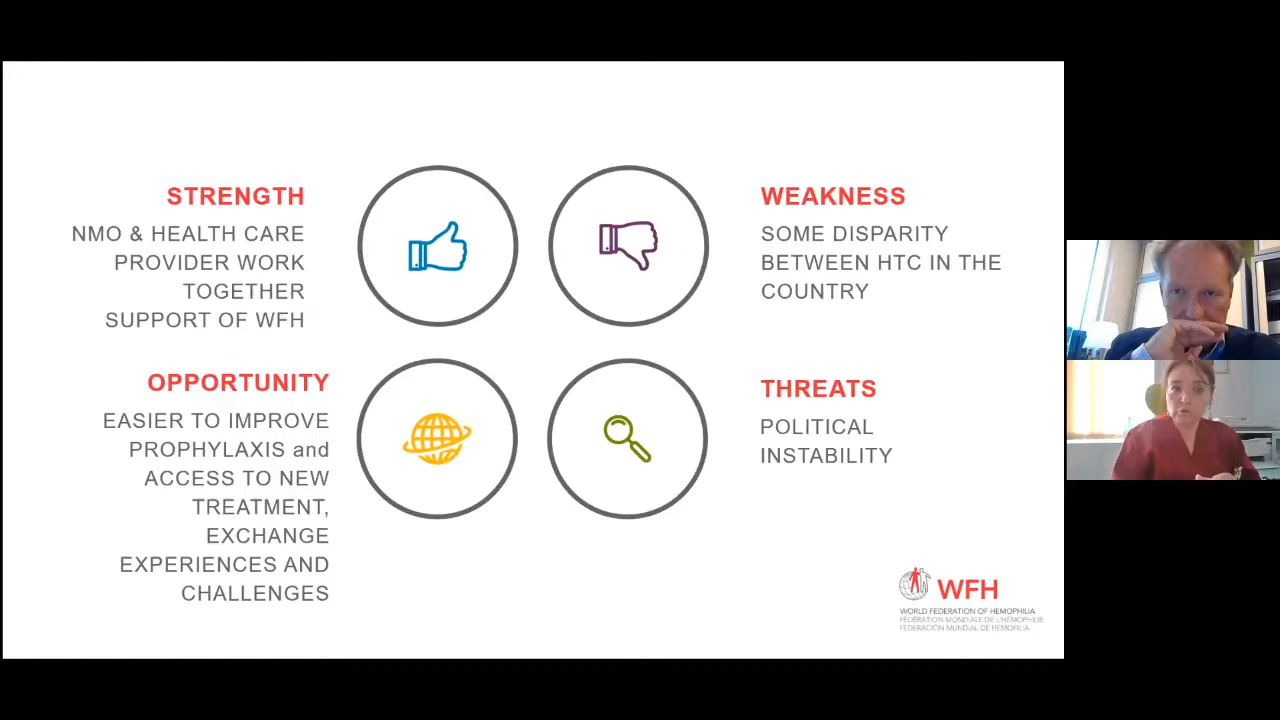 STRENGTH
NMO & HEALTH CARE
PROVIDER WORK
TOGETHER
SUPPORT OF WFH
WEAKNESS
SOME DISPARITY
BETWEEN HTC IN THE
COUNTRY
OPPORTUNITY
EASIER TO IMPROVE
PROPHYLAXIS and
ACCESS TO NEW
TREATMENT,
EXCHANGE
EXPERIENCES AND
CHALLENGES
THREATS
POLITICAL
INSTABILITY
WFH
WORLD FEDERATION OF HEMOPHILIA
FÉDÉRATION MONDIALE DE L'HÉMOPHILIE
FEDERACIÓN MUNDIAL DE HEMOFILIA